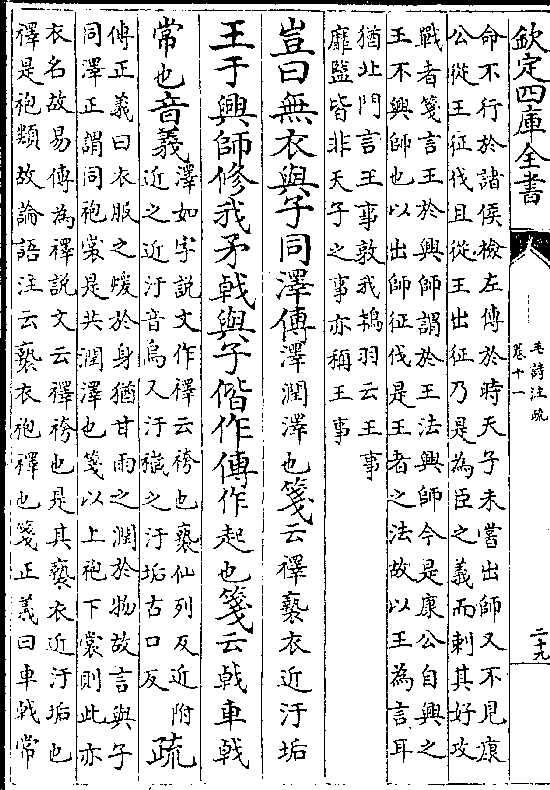 欽定四庫全書
毛詩注疏
卷十一
二十九
命不行於諸侯檢左傳於時天子未嘗出師又不見康
公從王征伐且從王出征乃是為臣之義而刺其好攻
戰者箋言王於興師謂於王法興師今是康公自興之
王不興師也以出師征伐是王者之法故以王為言耳
猶北門言王事敦我鴇羽云王事
靡盬皆非天子之事亦稱王事
豈曰無衣與子同澤傳澤潤澤也箋云襗褻衣近汙垢
王于興師修我矛戟與子偕作傳作起也箋云戟車戟
常也音義澤如字說文作襗云袴也褻仙列反近附
近之近汙音烏又汙穢之汙垢古口反疏
傳正義曰衣服之煖於身猶甘雨之潤於物故言與子
同澤正謂同袍裳是共潤澤也箋以上袍下裳則此亦
衣名故易傳為襗說文云襗袴也是其褻衣近汙垢也
襗是袍類故論語注云褻衣袍襗也箋正義曰車戟常